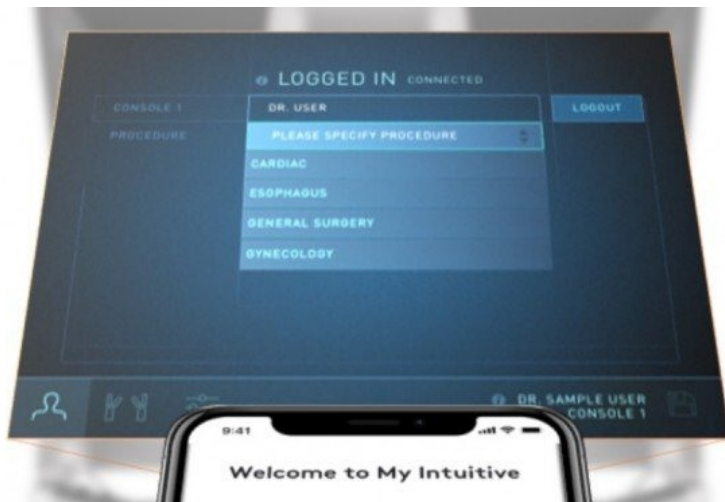 LOGGED IN CONNECTED
CONSOLE 1 DR. USER LOGOUT
PROCEDURE PLEASE SPECIFY PROCEDURE
CARDIAC
ESOPHAGUS
GENERAL SURGERY
GYNECOLOGY
DR. SAMPLE USER
CONSOLE 1
9:41
Welcome to My Intuitive